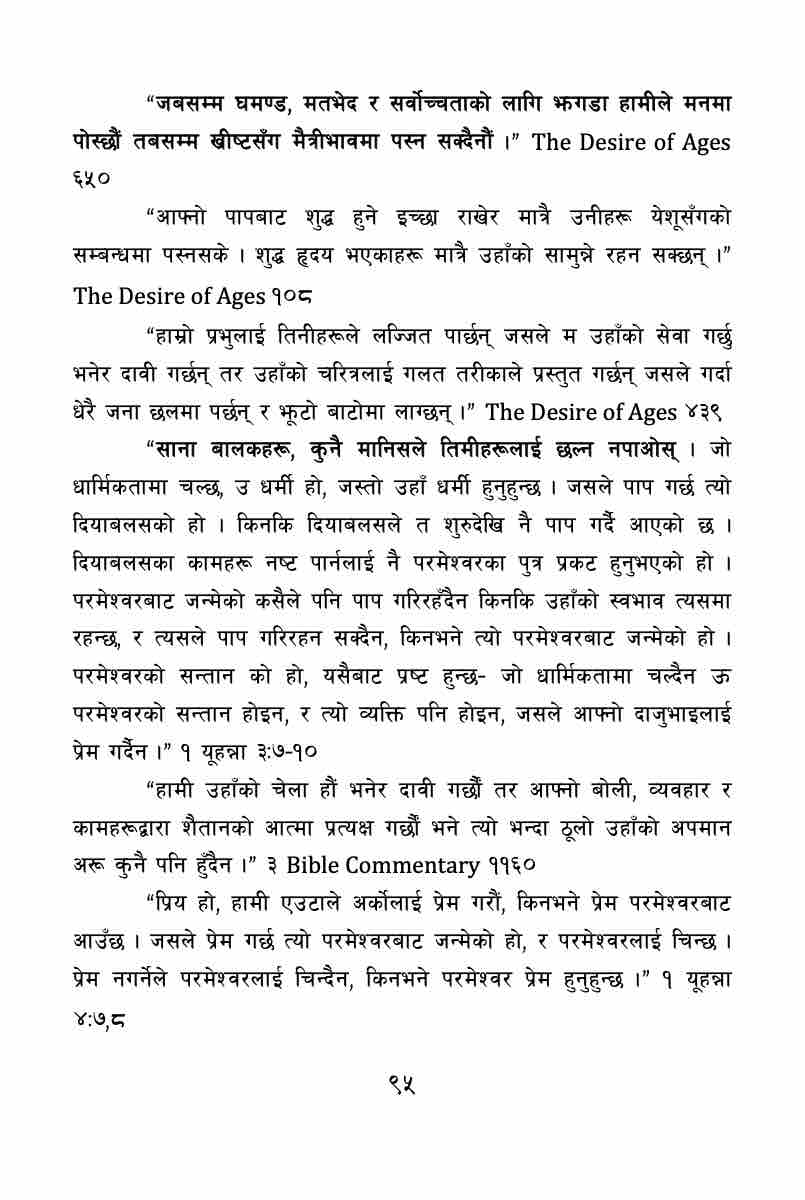 “जबसम्म घमण्ड, मतभेद र सर्वोच्चताको लागि झगडा हामीले मनमा
पोस्छौं तबसम्म ख्रीष्टसँग मैत्रीभावमा पस्न सक्दैनौं ।” The Desire of Ages
६५०
“आफ्नो पापबाट शुद्ध हुने इच्छा राखेर मात्रै उनीहरू येशूसँगको
सम्बन्धमा पस्नसके । शुद्ध हृदय भएकाहरू मात्रै उहाँको सामुन्ने रहन सक्छन् ।”
The Desire of Ages १०८
“हाम्रो प्रभुलाई तिनीहरूले लज्जित पार्छन् जसले म उहाँको सेवा गर्छु
भनेर दावी गर्छन् तर उहाँको चरित्रलाई गलत तरीकाले प्रस्तुत गर्छन् जसले गर्दा
धेरै जना छलमा पर्छन् र झूटो बाटोमा लाग्छन् ।” The Desire of Ages ४३९
“साना बालकहरू, कुनै मानिसले तिमीहरूलाई छल्न नपाओस् । जो
धार्मिकतामा चल्छ, उ धर्मी हो, जस्तो उहाँ धर्मी हुनुहुन्छ । जसले पाप गर्छ त्यो
दियाबलसको हो । किनकि दियाबलसले त शुरुदेखि नै पाप गर्दै आएको छ ।
दियाबलसका कामहरू नष्ट पार्नलाई नै परमेश्वरका पुत्र प्रकट हुनुभएको हो ।
परमेश्वरबाट जन्मेको कसैले पनि पाप गरिरहँदैन किनकि उहाँको स्वभाव त्यसमा
रहन्छ, र त्यसले पाप गरिरहन सक्दैन, किनभने त्यो परमेश्वरबाट जन्मेको हो ।
परमेश्वरको सन्तान को हो, यसैबाट प्रष्ट हुन्छ- जो धार्मिकतामा चल्दैन ऊ
परमेश्वरको सन्तान होइन, र त्यो व्यक्ति पनि होइन, जसले आफ्नो दाजुभाइलाई
प्रेम गर्दैन ।” १ यूहन्ना ३:७-१०
“हामी उहाँको चेला हौं भनेर दावी गर्छौं तर आफ्नो बोली, व्यवहार र
कामहरूद्वारा शैतानको आत्मा प्रत्यक्ष गर्छौं भने त्यो भन्दा ठूलो उहाँको अपमान
अरू कुनै पनि हुँदैन ।” ३ Bible Commentary ११६०
“प्रिय हो, हामी एउटाले अर्कोलाई प्रेम गरौं, किनभने प्रेम परमेश्वरबाट
आउँछ । जसले प्रेम गर्छ त्यो परमेश्वरबाट जन्मेको हो, र परमेश्वरलाई चिन्छ ।
प्रेम नगर्नेले परमेश्वरलाई चिन्दैन, किनभने परमेश्वर प्रेम हुनुहुन्छ ।” १ यूहन्ना
४:७,८
९५